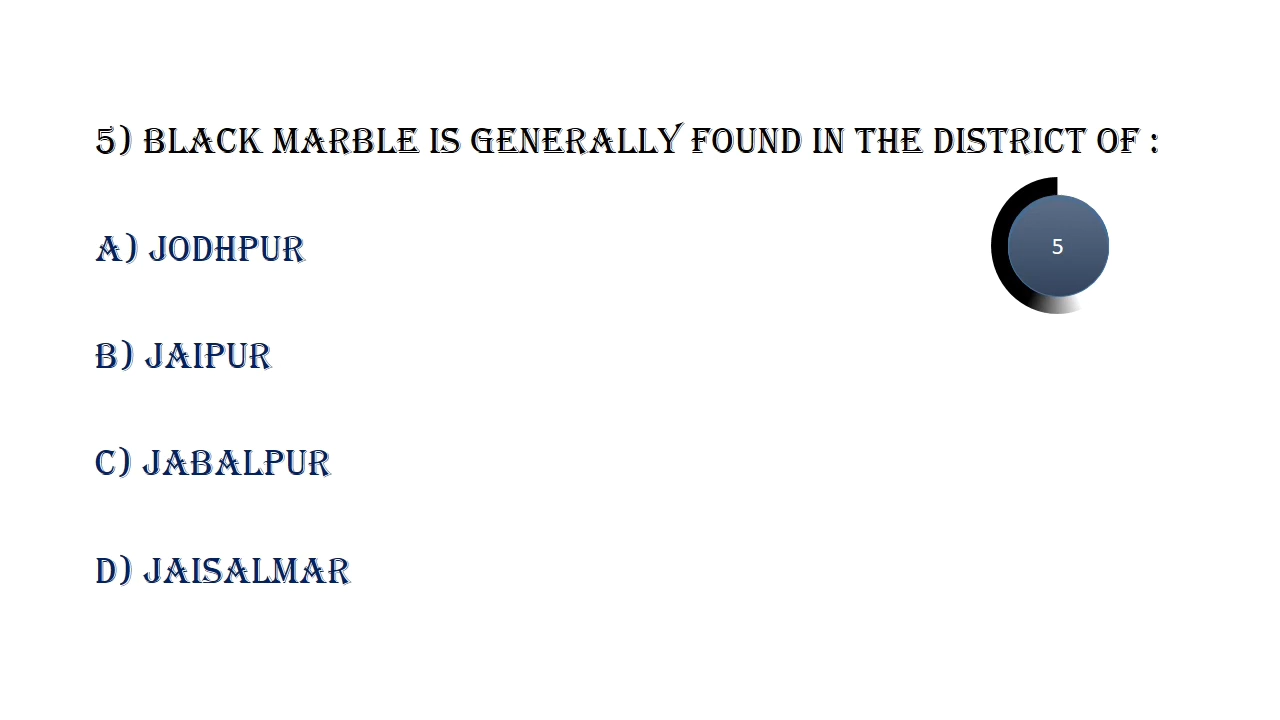 5) BLACK MARBLE IS GENERALLY FOUND IN THE DISTRICT OF :
A) JODHPUR
5
B) JAIPUR
C) JABALPUR
D) JAISALMAR